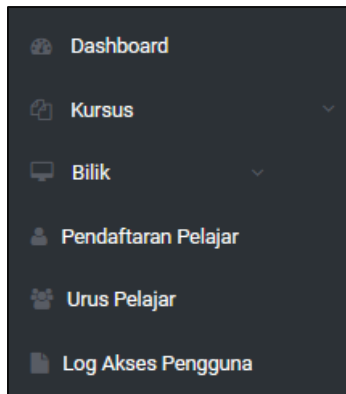 Dashboard
Kursus
Bilik
Pendaftaran Pelajar
Urus Pelajar
Log Akses Pengguna